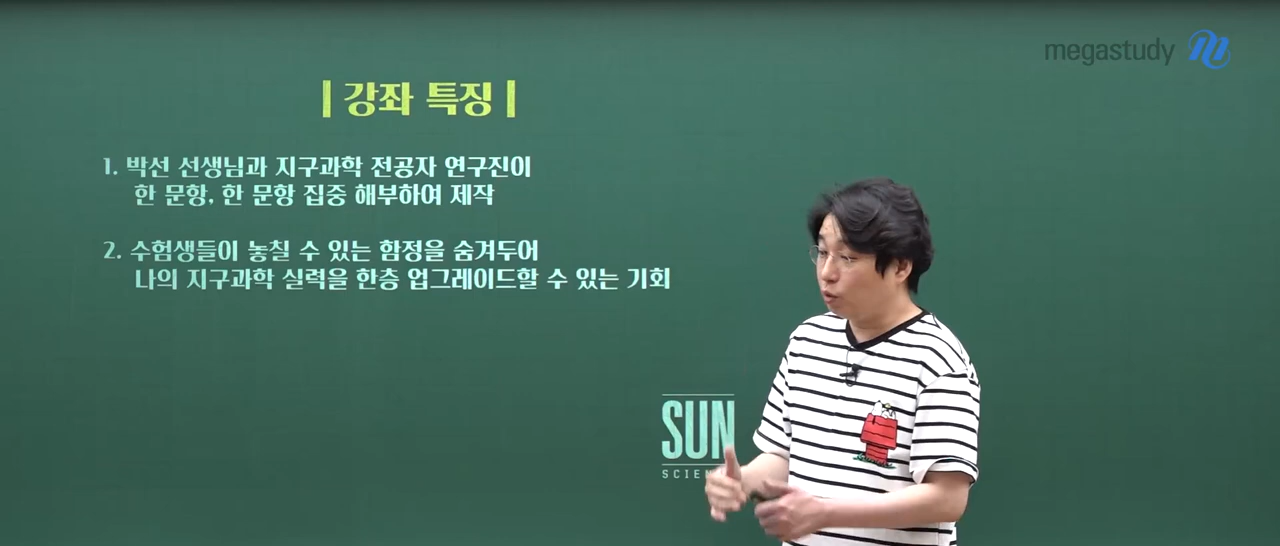 megastudy
| 강좌 특징 |
1. 박선 선생님과 지구과학 전공자 연구진이
한 문항, 한 문항 집중 해부하여 제작
2. 수험생들이 놓칠 수 있는 함정을 숨겨두어
나의 지구과학 실력을 한층 업그레이드할 수 있는 기회
SUN